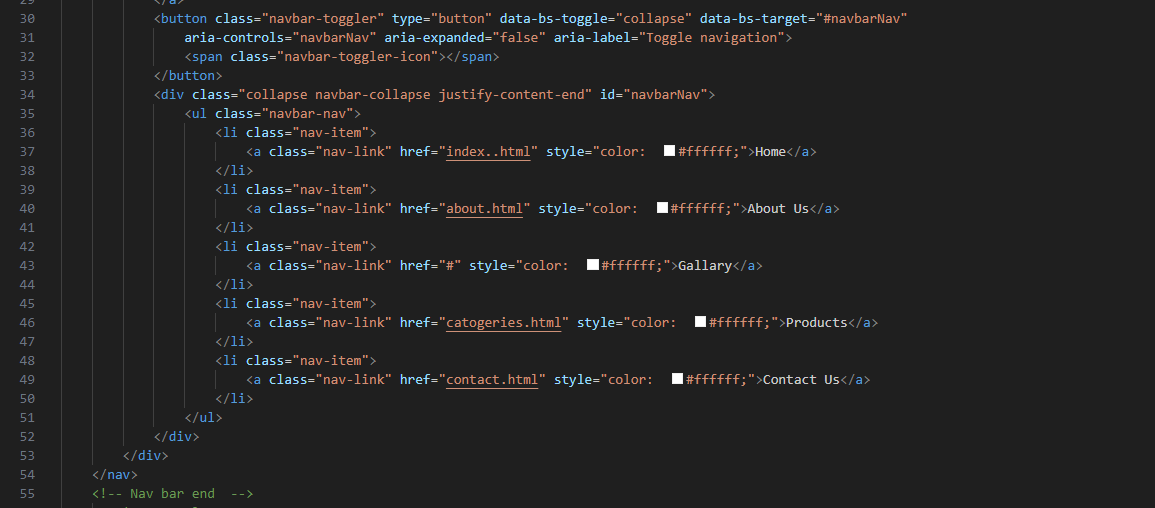 29 </a>
30 <button class="navbar-toggler" type="button" data-bs-toggle="collapse" data-bs-target="#navbarNav"
31 aria-controls="navbarNav" aria-expanded="false" aria-label="Toggle navigation">
32 <span class="navbar-toggler-icon"></span>
33 </button>
34 <div class="collapse navbar-collapse justify-content-end" id="navbarNav">
35 <ul class="navbar-nav">
36 <li class="nav-item">
37 <a class="nav-link" href="index..html" style="color: #ffffff;">Home</a>
38 </li>
39 <li class="nav-item">
40 <a class="nav-link" href="about.html" style="color: #ffffff;">About Us</a>
41 </li>
42 <li class="nav-item">
43 <a class="nav-link" href="#" style="color: #ffffff;">Gallary</a>
44 </li>
45 <li class="nav-item">
46 <a class="nav-link" href="catogeries.html" style="color: #ffffff;">Products</a>
47 </li>
48 <li class="nav-item">
49 <a class="nav-link" href="contact.html" style="color: #ffffff;">Contact Us</a>
50 </li>
51 </ul>
52 </div>
53 </div>
54 </nav>
55 <!-- Nav bar end -->